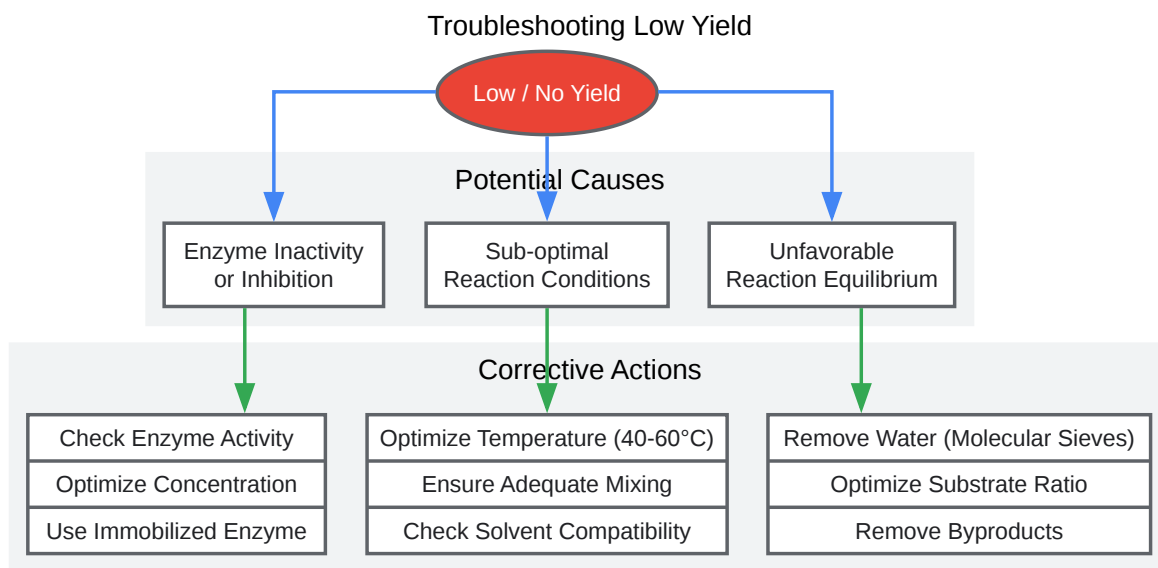 Troubleshooting Low Yield
Low / No Yield
Potential Causes
Enzyme Inactivity
or Inhibition
Sub-optimal
Reaction Conditions
Unfavorable
Reaction Equilibrium
Corrective Actions
Check Enzyme Activity
Optimize Concentration
Use Immobilized Enzyme
Optimize Temperature (40-60°C)
Ensure Adequate Mixing
Check Solvent Compatibility
Remove Water (Molecular Sieves)
Optimize Substrate Ratio
Remove Byproducts